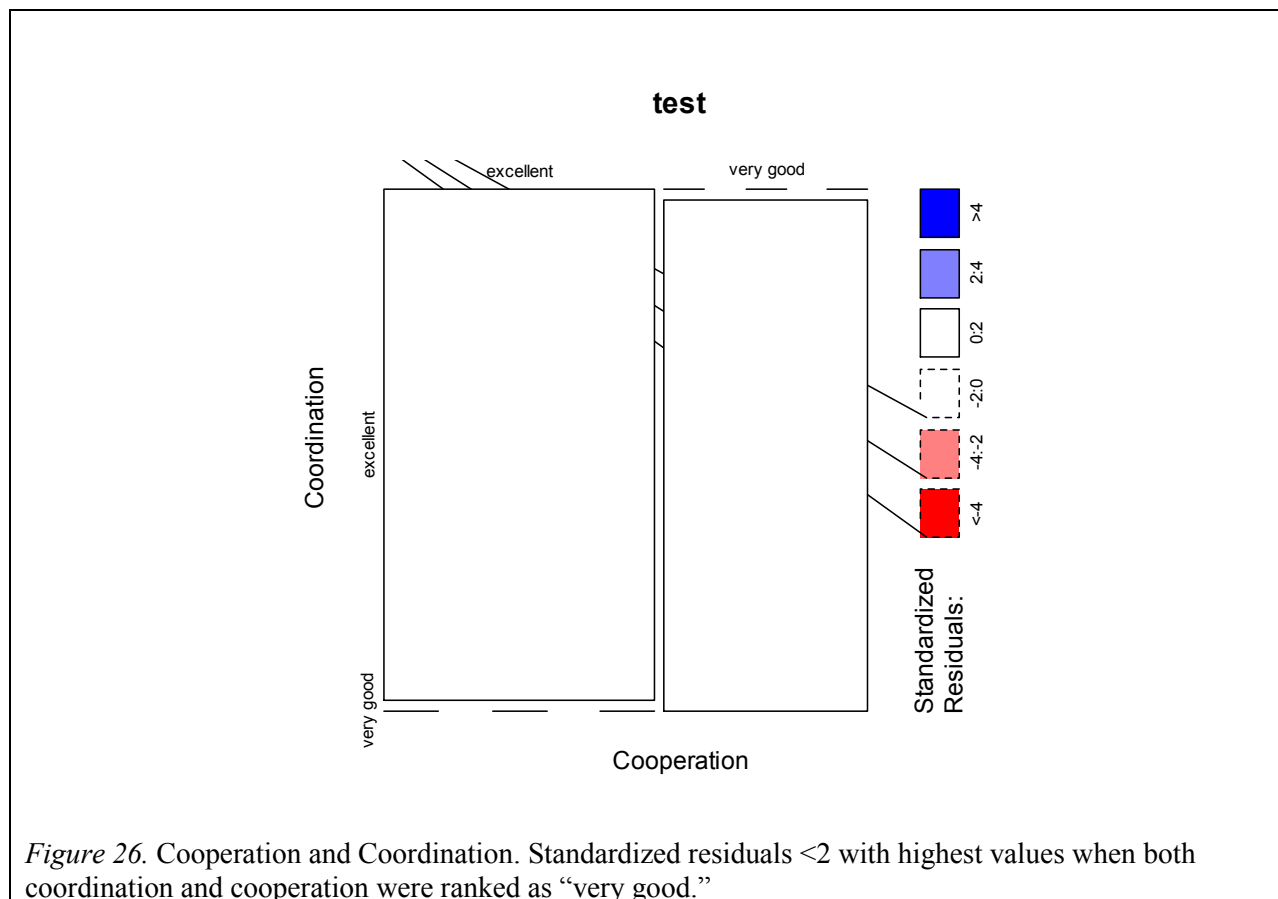 test
excellent
very good
Coordination
excellent
very good
Cooperation
Standardized
Residuals:
<-4
-4:-2
-2:0
0:2
2:4
>4
Figure 26. Cooperation and Coordination. Standardized residuals <2 with highest values when both
coordination and cooperation were ranked as “very good.”